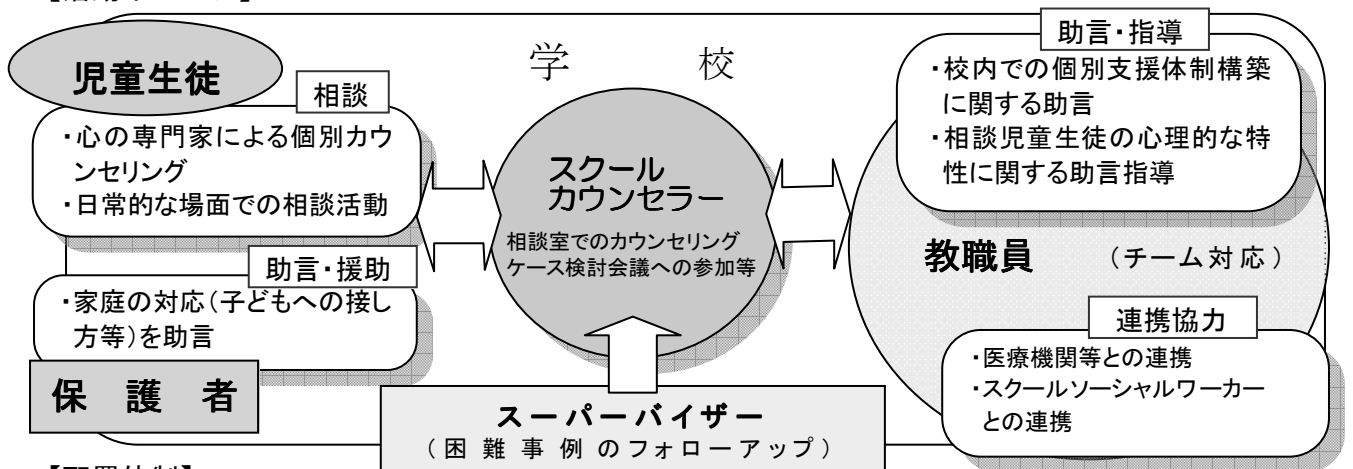 学　校
児童生徒
相談
・心の専門家による個別カウ
ンセリング
・日常的な場面での相談活動
助言・援助
・家庭の対応（子どもへの接し
方等）を助言
保　護　者
スクール
カウンセラー
相談室でのカウンセリング
ケース検討会議への参加等
スーパーバイザー
（困 難 事 例 のフォローアップ）
助言・指導
・校内での個別支援体制構築
に関する助言
・相談児童生徒の心理的な特
性に関する助言指導
教職員　（チーム対応）
連携協力
・医療機関等との連携
・スクールソーシャルワーカー
との連携